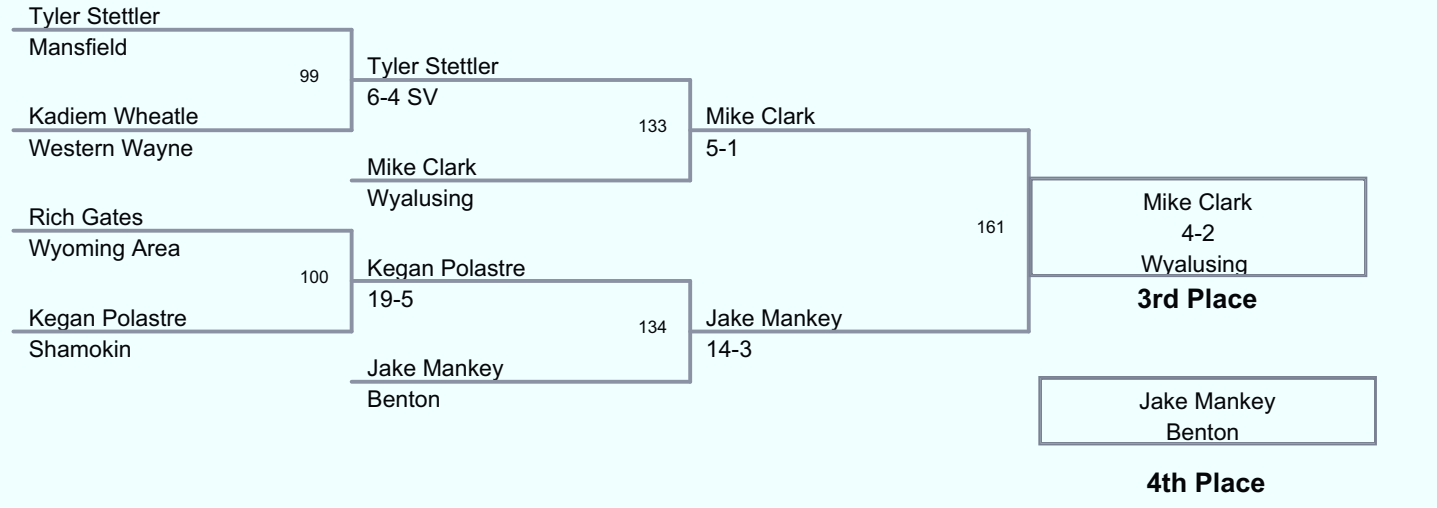 Tyler Stettler
Mansfield
99
Kadiem Wheatle
Western Wayne
Rich Gates
Wyoming Area
100
Kegan Polastre
Shamokin
Tyler Stettler
6-4 SV
133
Mike Clark
Wyalusing
Kegan Polastre
19-5
134
Jake Mankey
Benton
Mike Clark
5-1
161
Jake Mankey
14-3
Mike Clark
4-2
Wyalusing
3rd Place
Jake Mankey
Benton
4th Place